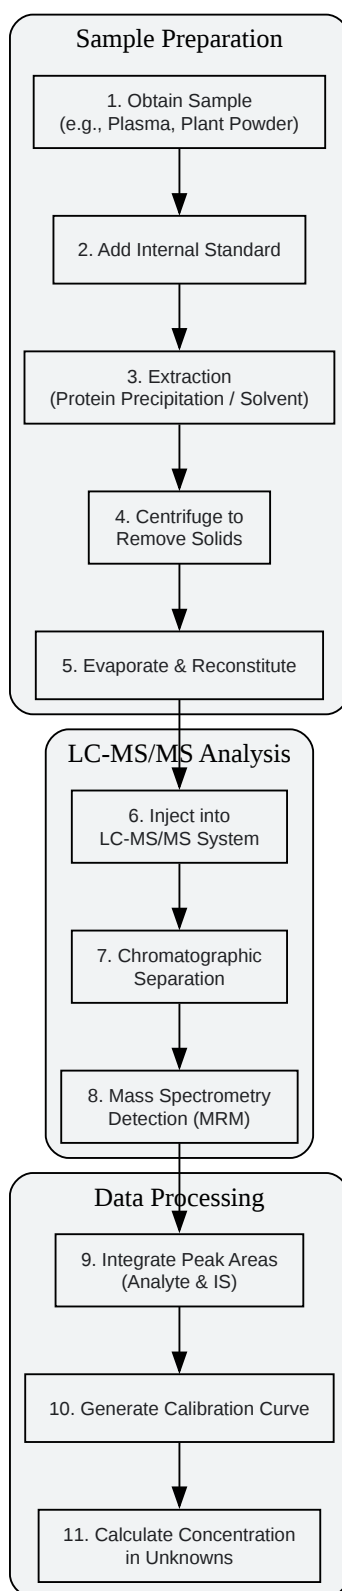 Sample Preparation
1. Obtain Sample
(e.g., Plasma, Plant Powder)
2. Add Internal Standard
3. Extraction
(Protein Precipitation / Solvent)
4. Centrifuge to
Remove Solids
5. Evaporate & Reconstitute
LC-MS/MS Analysis
6. Inject into
LC-MS/MS System
7. Chromatographic
Separation
8. Mass Spectrometry
Detection (MRM)
Data Processing
9. Integrate Peak Areas
(Analyte & IS)
10. Generate Calibration Curve
11. Calculate Concentration
in Unknowns